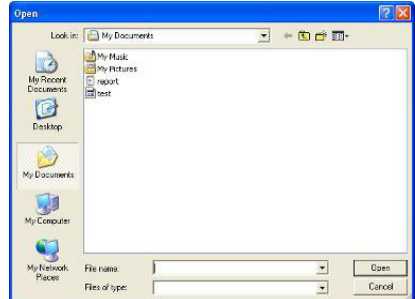 Open
Look in: My Documents
My Recent
Documents
Desktop
My Documents
My Computer
My Network
Places
My Music
My Pictures
report
test
File name:
Open
Files of type:
Cancel